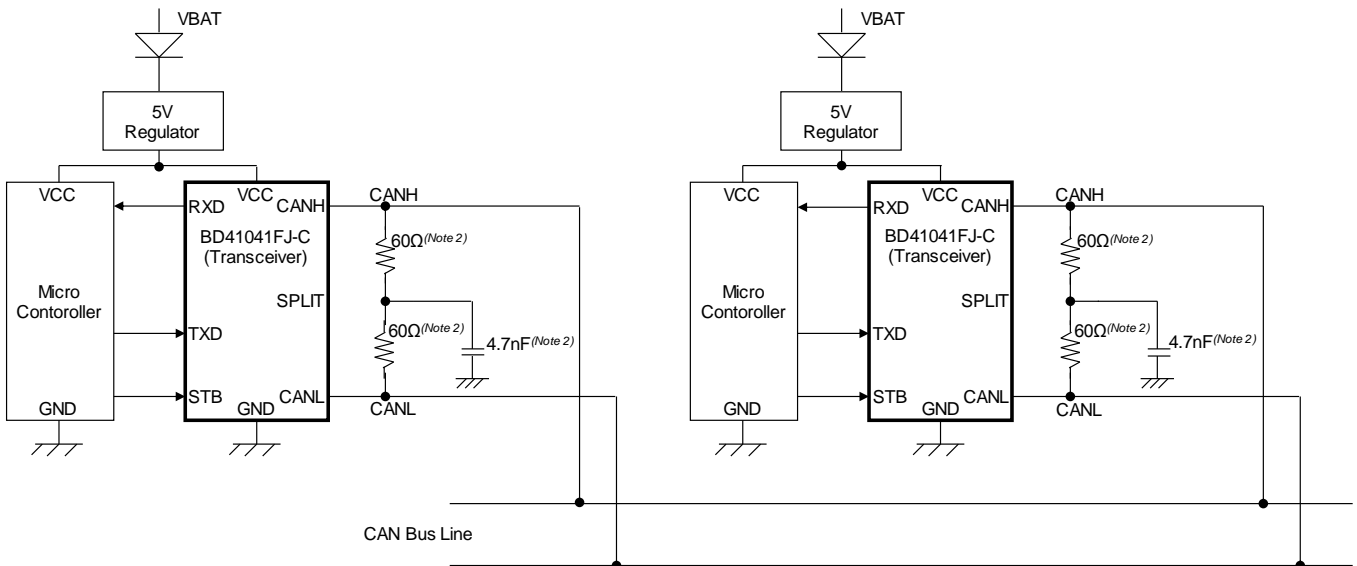 VBAT
5V
Regulator
VCC
VCC
RXD
CANH
CANH
BD41041FJ-C
(Transceiver)
60Ω(Note 2)
Micro
Contoroller
SPLIT
TXD
60Ω(Note 2)
4.7nF(Note 2)
STB
CANL
GND
GND
CANL
VBAT
5V
Regulator
VCC
VCC
RXD
CANH
CANH
BD41041FJ-C
(Transceiver)
60Ω(Note 2)
Micro
Contoroller
SPLIT
TXD
60Ω(Note 2)
4.7nF(Note 2)
STB
CANL
GND
GND
CANL
CAN Bus Line